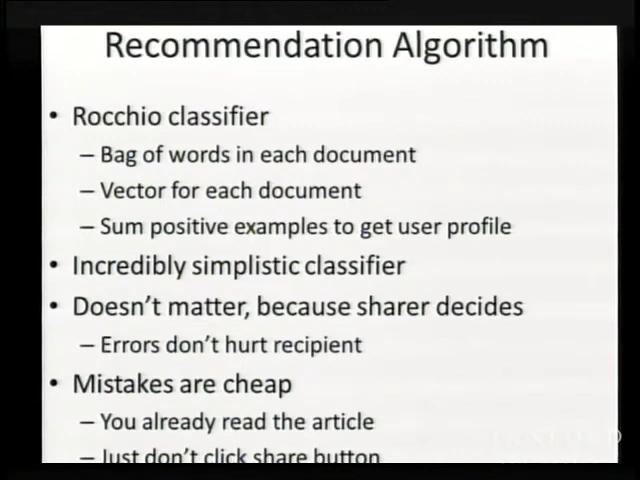 Recommendation Algorithm
• Rocchio classifier
– Bag of words in each document
– Vector for each document
– Sum positive examples to get user profile
• Incredibly simplistic classifier
• Doesn't matter, because sharer decides
– Errors don't hurt recipient
• Mistakes are cheap
– You already read the article
– Just don't click share button